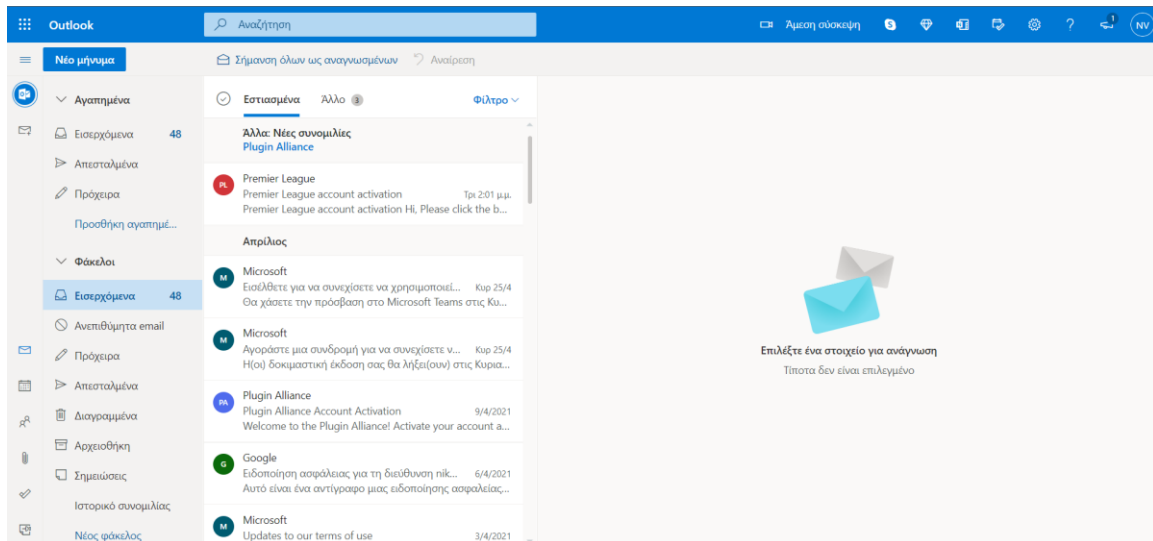 Outlook
Αναζήτηση
Άμεση σύσκεψη
1
NV
Νέο μήνυμα
Σήμανση όλων ως αναγνωσμένων
Αναίρεση
Αγαπημένα
Εισερχόμενα 48
Απεσταλμένα
Πρόχειρα
Προσθήκη αγαπημέ...
Φάκελοι
Εισερχόμενα 48
Ανεπιθύμητα email
Πρόχειρα
Απεσταλμένα
Διαγραμμένα
Αρχειοθήκη
Σημειώσεις
Ιστορικό συνομιλίας
Νέος φάκελος
Εστιασμένα Άλλο 3 Φίλτρο
Άλλα: Νέες συνομιλίες
Plugin Alliance
PL
Premier League
Premier League account activation Τρι 2:01 μ.μ.
Premier League account activation Hi, Please click the b...
Απρίλιος
M
Microsoft
Εισέλθετε για να συνεχίσετε να χρησιμοποιεί... Κυρ 25/4
Θα χάσετε την πρόσβαση στο Microsoft Teams στις Κυ...
M
Microsoft
Αγοράστε μια συνδρομή για να συνεχίσετε ν... Κυρ 25/4
Η(οι) δοκιμαστική έκδοση σας θα λήξει(ουν) στις Κυρια...
PA
Plugin Alliance
Plugin Alliance Account Activation 9/4/2021
Welcome to the Plugin Alliance! Activate your account a...
G
Google
Ειδοποίηση ασφάλειας για τη διεύθυνση nik... 6/4/2021
Αυτό είναι ένα αντίγραφο μιας ειδοποίησης ασφαλείας...
M
Microsoft
Updates to our terms of use 3/4/2021
Επιλέξτε ένα στοιχείο για ανάγνωση
Τίποτα δεν είναι επιλεγμένο